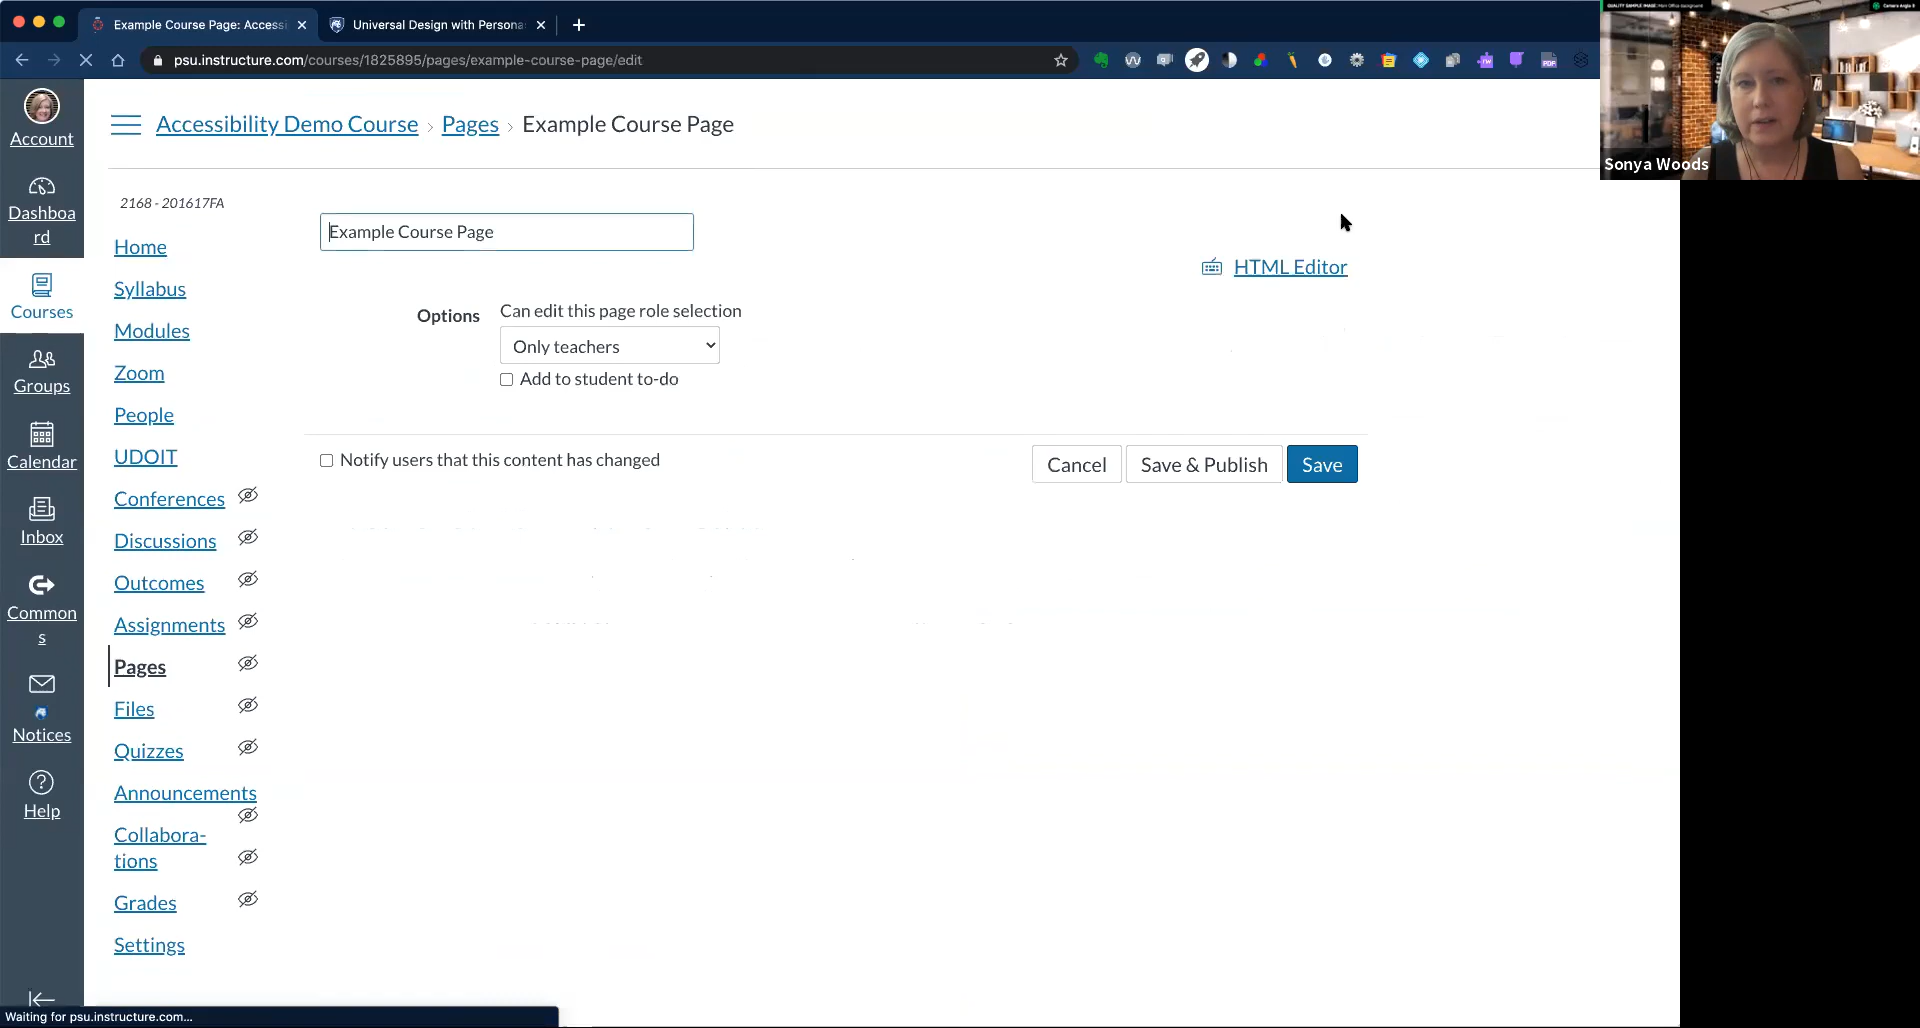 Example Course Page: Accessi
Universal Design with Persona
psu.instructure.com/courses/1825895/pages/example-course-page/edit
Sonya Woods
Account
Dashboa
rd
Courses
Groups
Calendar
Inbox
Common
s
Notices
Help
Accessibility Demo Course › Pages › Example Course Page
2168 - 201617FA
Home
Syllabus
Modules
Zoom
People
UDOIT
Conferences
Discussions
Outcomes
Assignments
Pages
Files
Quizzes
Announcements
Collabora-
tions
Grades
Settings
Example Course Page
HTML Editor
Options
Can edit this page role selection
Only teachers
Add to student to-do
Notify users that this content has changed
Cancel
Save & Publish
Save
Waiting for psu.instructure.com...